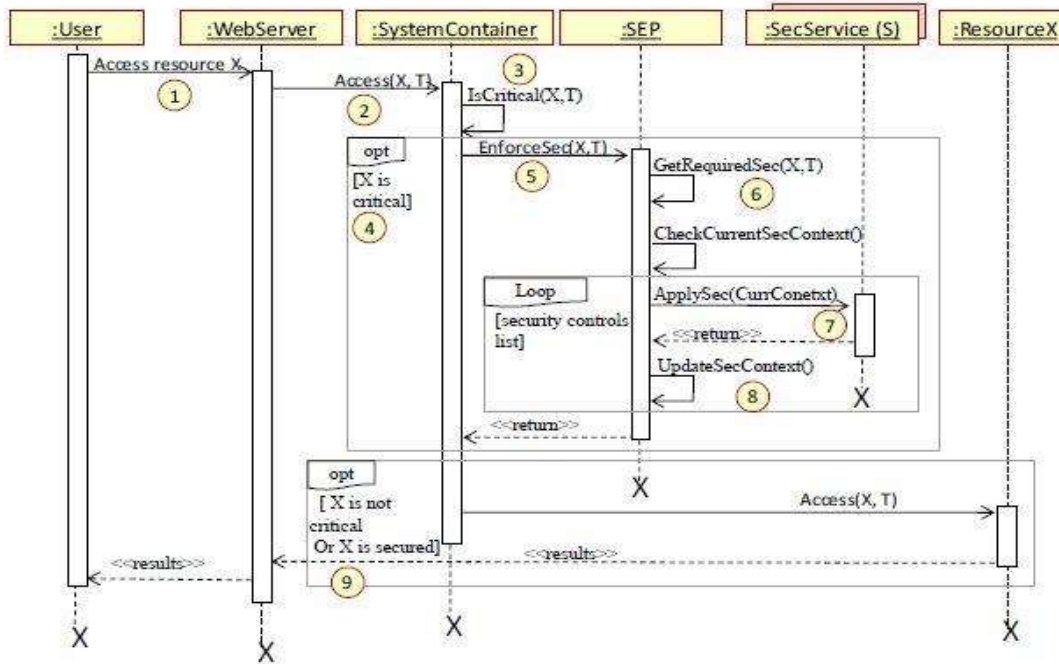 :User
:WebServer
:SystemContainer
:SEP
:SecService (S)
:ResourceX
Access resource X
1
Access(X, T)
2
3
IsCritical(X,T)
opt
[X is
critical]
4
EnforceSec(X,T)
5
GetRequiredSec(X,T)
6
CheckCurrentSecContext()
Loop
[security controls
list]
ApplySec(CurrConetxt)
7
<<return>>
UpdateSecContext()
8
X
<<return>>
X
opt
[ X is not
critical
Or X is secured]
9
Access(X, T)
<<results>>
<<results>>
X
X
X
X